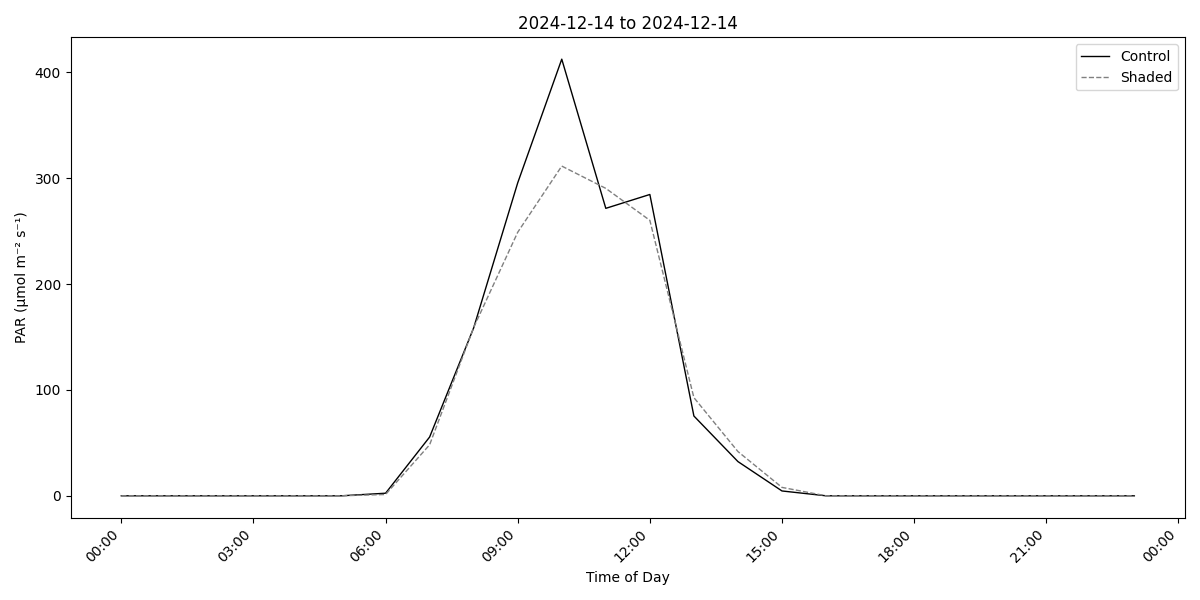 2024-12-14 to 2024-12-14
Control
Shaded
PAR (μmol m⁻² s⁻¹)
400
300
200
100
0
00:00
03:00
06:00
09:00
12:00
15:00
18:00
21:00
00:00
Time of Day